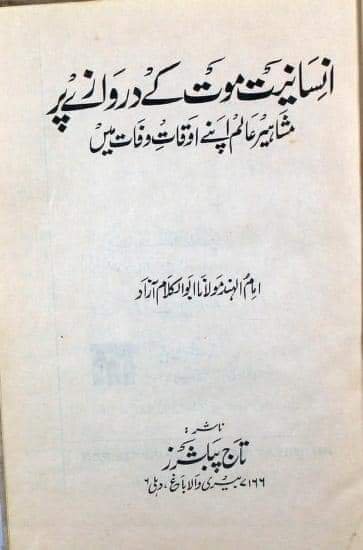 انسانیت موت کے دروازے پر
مشاہیر عالم اپنے اوقاتِ وفات میں
امام الہند مولانا ابوالکلام آزاد
ناشر:
تاج پبلشرز
۷۱۶۶ بیری والا باغ، دہلی ۶